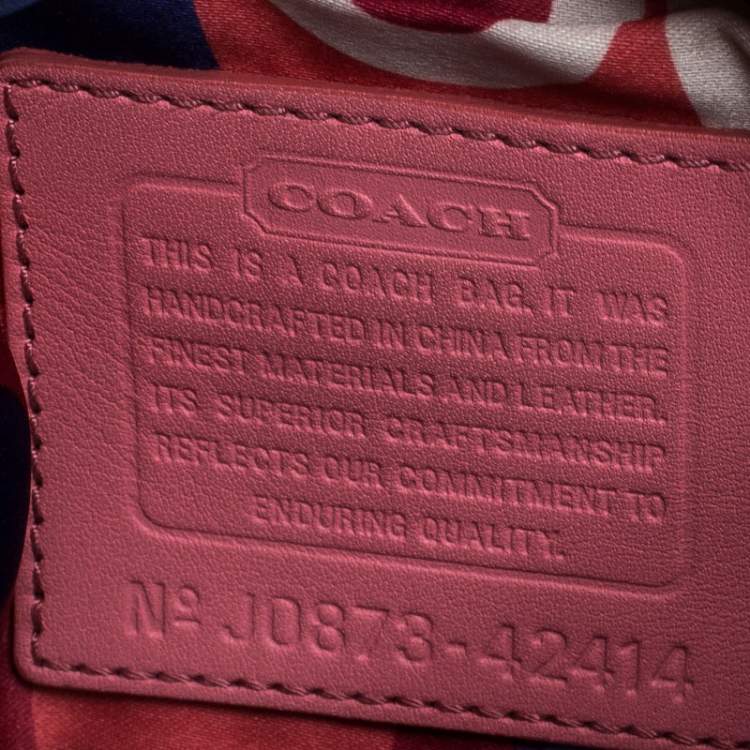 COACH
THIS IS A COACH BAG. IT WAS
HANDCRAFTED IN CHINA FROM THE
FINEST MATERIALS AND LEATHER.
ITS SUPERIOR CRAFTSMANSHIP
REFLECTS OUR COMMITMENT TO
ENDURING QUALITY.
Nº J0873-42414